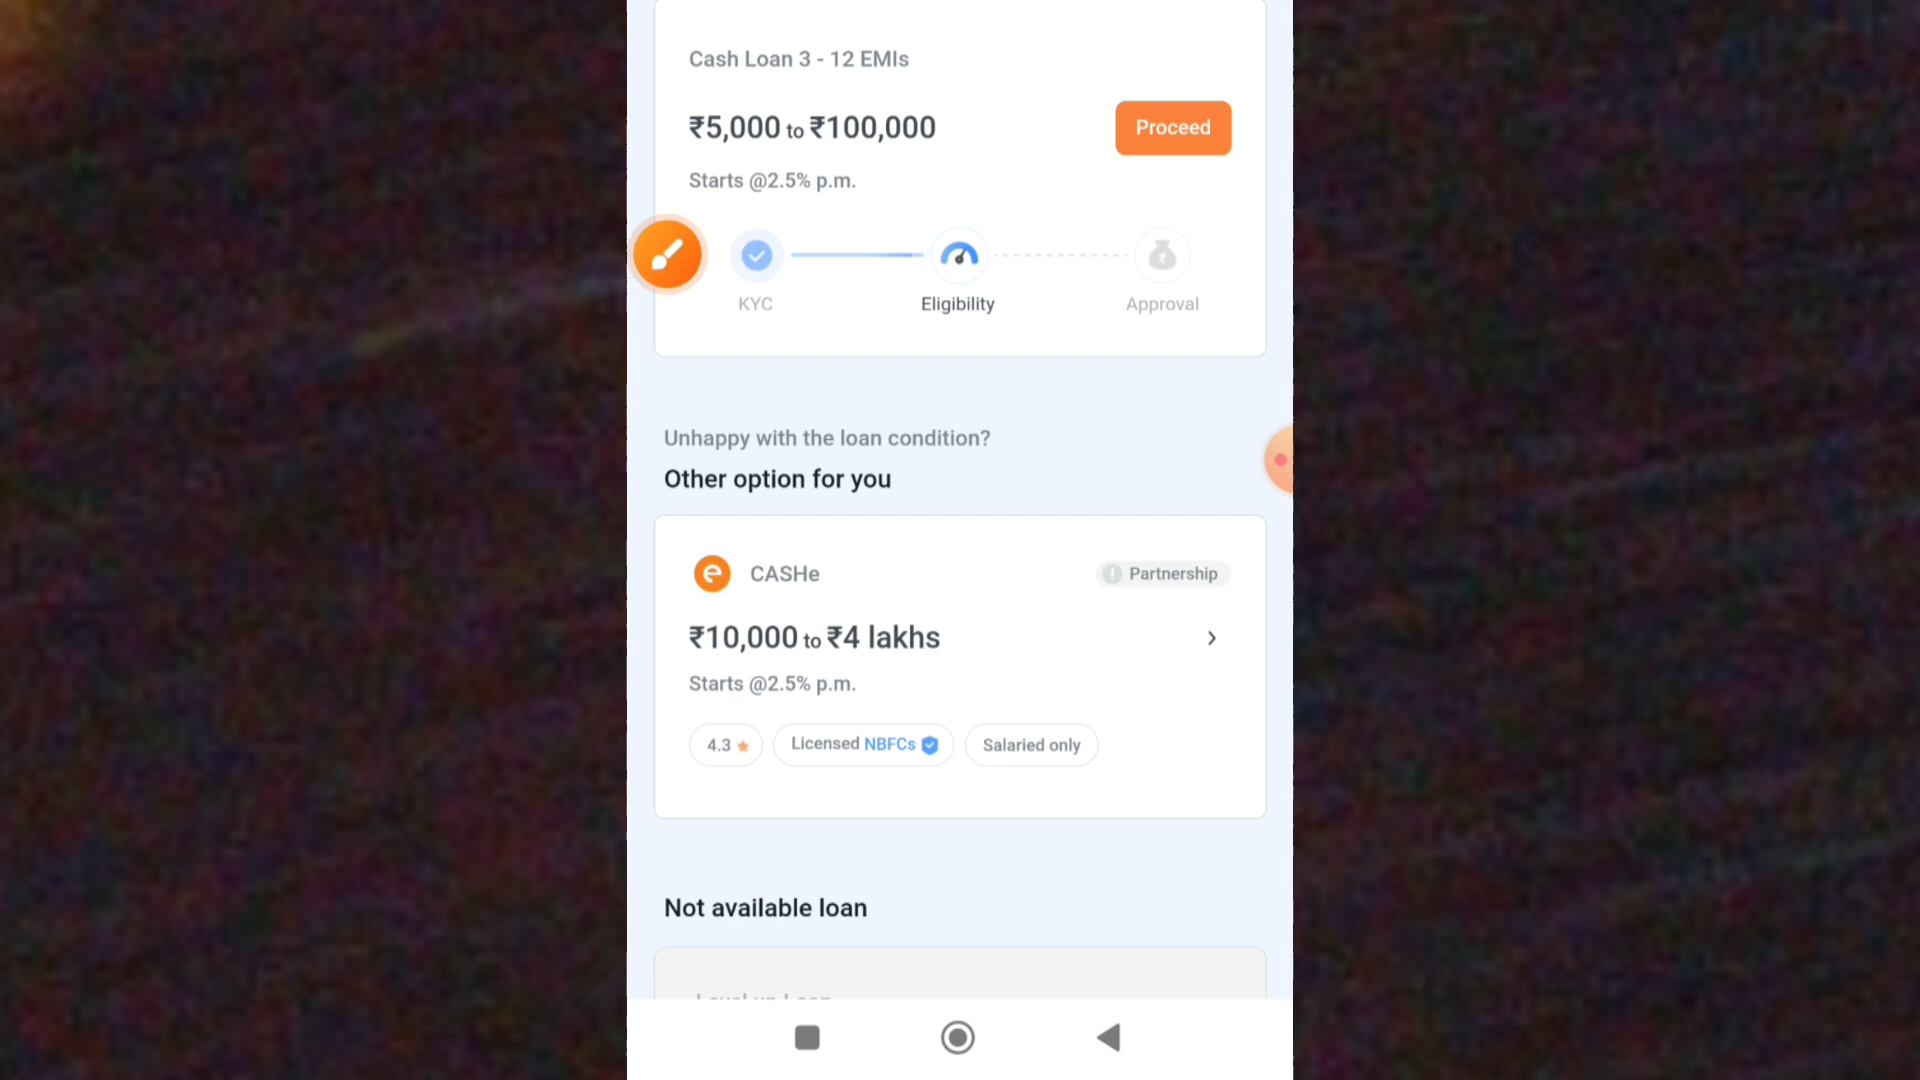 Cash Loan 3 - 12 EMIs
₹5,000 to ₹100,000
Proceed
Starts @2.5% p.m.
KYC
Eligibility
Approval
Unhappy with the loan condition?
Other option for you
CASHe
Partnership
₹10,000 to ₹4 lakhs
Starts @2.5% p.m.
4.3
Licensed NBFCs
Salaried only
Not available loan